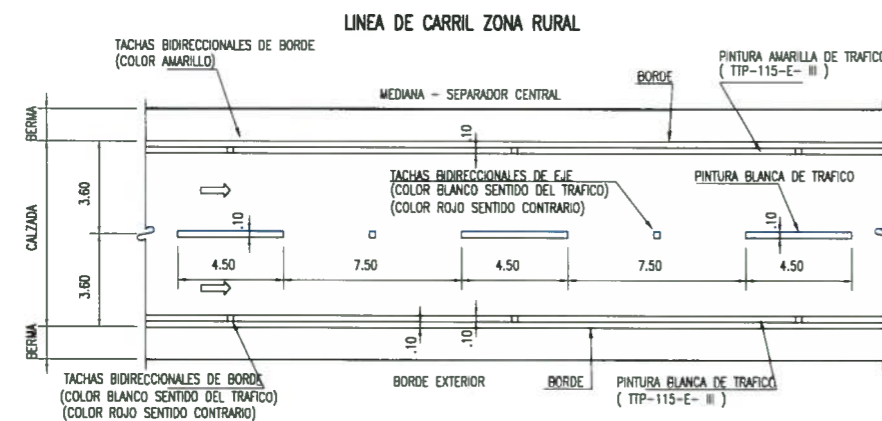 LINEA DE CARRIL ZONA RURAL
TACHAS BIDIRECCIONALES DE BORDE
(COLOR AMARILLO)
PINTURA AMARILLA DE TRAFICO
( TTP-115-E- III )
BORDE
MEDIANA - SEPARADOR CENTRAL
BERMA
.10
TACHAS BIDIRECCIONALES DE EJE
(COLOR BLANCO SENTIDO DEL TRAFICO)
(COLOR ROJO SENTIDO CONTRARIO)
PINTURA BLANCA DE TRAFICO
3.60
CALZADA
.10
.10
4.50
7.50
4.50
7.50
4.50
3.60
BERMA
.10
.10
TACHAS BIDIRECCIONALES DE BORDE
(COLOR BLANCO SENTIDO DEL TRAFICO)
(COLOR ROJO SENTIDO CONTRARIO)
BORDE EXTERIOR
BORDE
PINTURA BLANCA DE TRAFICO
( TTP-115-E- III )